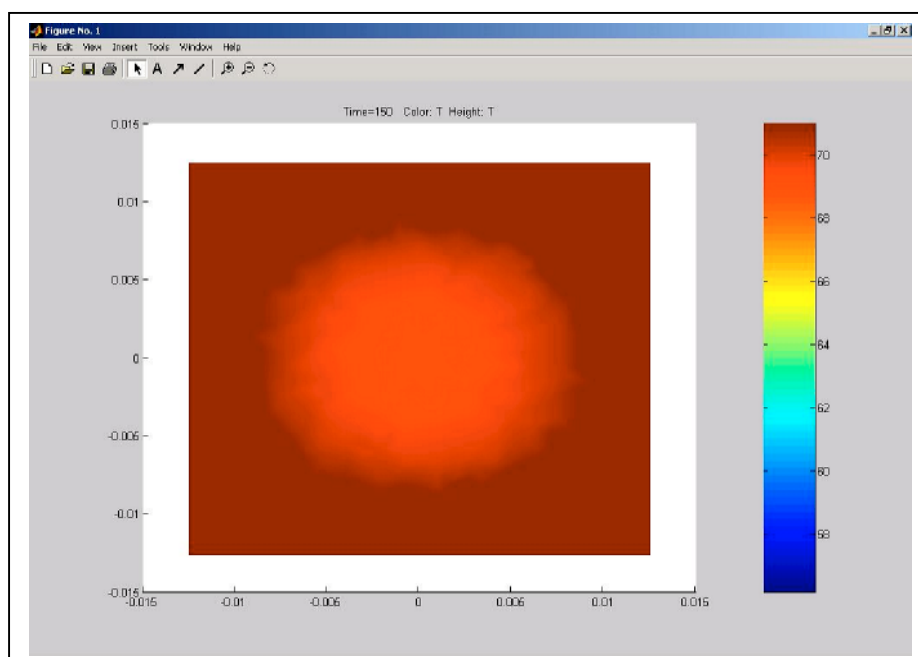 Figure No. 1
File Edit View Insert Tools Window Help
A
Time=150 Color: T Height: T
0.015
0.01
0.005
0
-0.005
-0.01
-0.015
-0.015 -0.01 -0.005 0 0.005 0.01 0.015
70
68
66
64
62
60
58